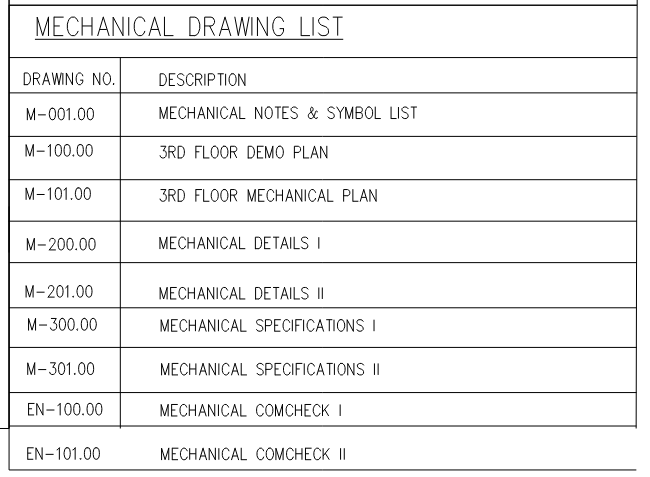 MECHANICAL DRAWING LIST
DRAWING NO. DESCRIPTION
M-001.00 MECHANICAL NOTES & SYMBOL LIST
M-100.00 3RD FLOOR DEMO PLAN
M-101.00 3RD FLOOR MECHANICAL PLAN
M-200.00 MECHANICAL DETAILS I
M-201.00 MECHANICAL DETAILS II
M-300.00 MECHANICAL SPECIFICATIONS I
M-301.00 MECHANICAL SPECIFICATIONS II
EN-100.00 MECHANICAL COMCHECK I
EN-101.00 MECHANICAL COMCHECK II